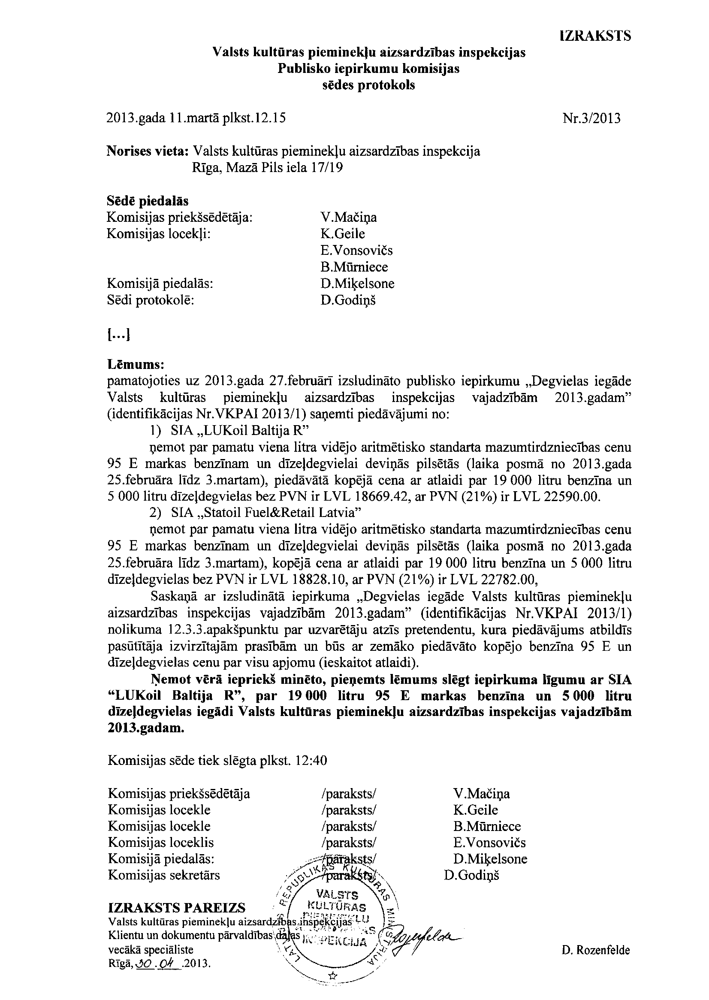 IZRAKSTS
Valsts kultūras pieminekļu aizsardzības inspekcijas
Publisko iepirkumu komisijas
sēdes protokols
2013.gada 11.martā plkst.12.15 Nr.3/2013
Norises vieta: Valsts kultūras pieminekļu aizsardzības inspekcija
Rīga, Mazā Pils iela 17/19
Sēdē piedalās
Komisijas priekšsēdētāja: V.Mačiņa
Komisijas locekļi: K.Geile
E.Vonsovičs
B.Mūrniece
Komisijā piedalās: D.Miķelsone
Sēdi protokolē: D.Godiņš
[...]
Lēmums:
pamatojoties uz 2013.gada 27.februārī izsludināto publisko iepirkumu „Degvielas iegāde
Valsts kultūras pieminekļu aizsardzības inspekcijas vajadzībām 2013.gadam”
(identifikācijas Nr.VKPAI 2013/1) saņemti piedāvājumi no:
1) SIA „LUKoil Baltija R”
ņemot par pamatu viena litra vidējo aritmētisko standarta mazumtirdzniecības cenu
95 E markas benzīnam un dīzeļdegvielai deviņās pilsētās (laika posmā no 2013.gada
25.februāra līdz 3.martam), piedāvātā kopējā cena ar atlaidi par 19 000 litru benzīna un
5 000 litru dīzeļdegvielas bez PVN ir LVL 18669.42, ar PVN (21%) ir LVL 22590.00.
2) SIA „Statoil Fuel&Retail Latvia”
ņemot par pamatu viena litra vidējo aritmētisko standarta mazumtirdzniecības cenu
95 E markas benzīnam un dīzeļdegvielai deviņās pilsētās (laika posmā no 2013.gada
25.februāra līdz 3.martam), kopējā cena ar atlaidi par 19 000 litru benzīna un 5 000 litru
dīzeļdegvielas bez PVN ir LVL 18828.10, ar PVN (21%) ir LVL 22782.00,
Saskaņā ar izsludinātā iepirkuma „Degvielas iegāde Valsts kultūras pieminekļu
aizsardzības inspekcijas vajadzībām 2013.gadam” (identifikācijas Nr.VKPAI 2013/1)
nolikuma 12.3.3.apakšpunktu par uzvarētāju atzīs pretendentu, kura piedāvājums atbildīs
pasūtītāja izvirzītajām prasībām un būs ar zemāko piedāvāto kopējo benzīna 95 E un
dīzeļdegvielas cenu par visu apjomu (ieskaitot atlaidi).
Ņemot vērā iepriekš minēto, pieņemts lēmums slēgt iepirkuma līgumu ar SIA
“LUKoil Baltija R”, par 19 000 litru 95 E markas benzīna un 5 000 litru
dīzeļdegvielas iegādi Valsts kultūras pieminekļu aizsardzības inspekcijas vajadzībām
2013.gadam.
Komisijas sēde tiek slēgta plkst. 12:40
Komisijas priekšsēdētāja /paraksts/ V.Mačiņa
Komisijas locekle /paraksts/ K.Geile
Komisijas locekle /paraksts/ B.Mūrniece
Komisijas loceklis /paraksts/ E.Vonsovičs
Komisijā piedalās: /paraksts/ D.Miķelsone
Komisijas sekretārs /paraksts/ D.Godiņš
LATVIJAS REPUBLIKAS KULTŪRAS MINISTRIJA
VALSTS
KULTŪRAS
PIEMINEKĻU
INSPEKCIJA
IZRAKSTS PAREIZS
Valsts kultūras pieminekļu aizsardzības inspekcijas
Klientu un dokumentu pārvaldības daļas Rozenfelde
vecākā speciāliste D. Rozenfelde
Rīgā, 30.04.2013.